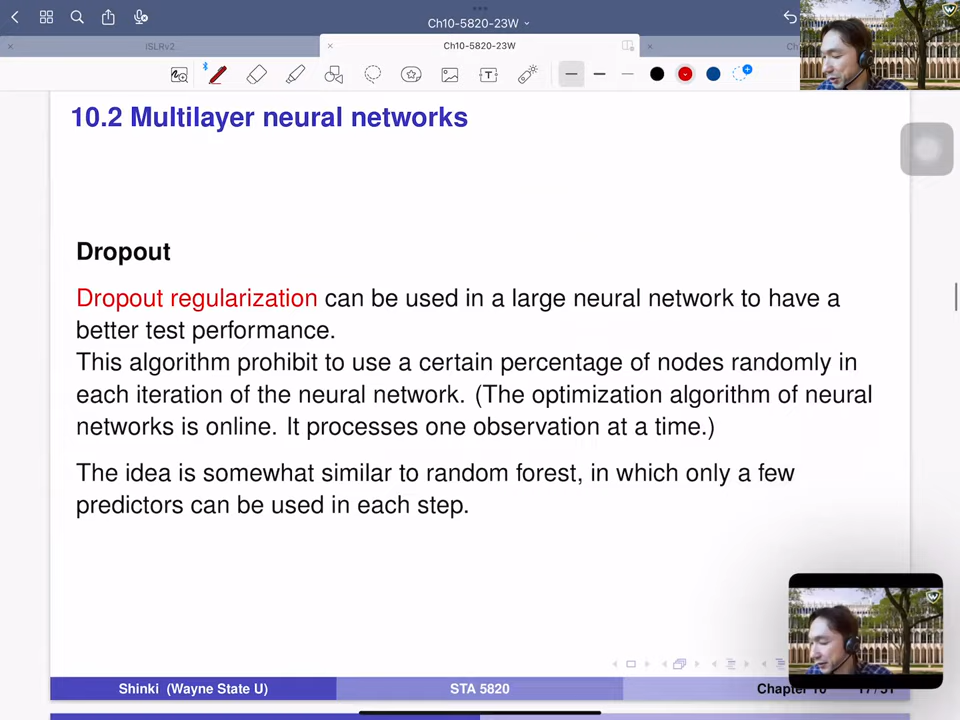 Ch10-5820-23W
ISLRv2
Ch10-5820-23W
10.2 Multilayer neural networks
Dropout
Dropout regularization can be used in a large neural network to have a
better test performance.
This algorithm prohibit to use a certain percentage of nodes randomly in
each iteration of the neural network. (The optimization algorithm of neural
networks is online. It processes one observation at a time.)
The idea is somewhat similar to random forest, in which only a few
predictors can be used in each step.
Shinki (Wayne State U)
STA 5820